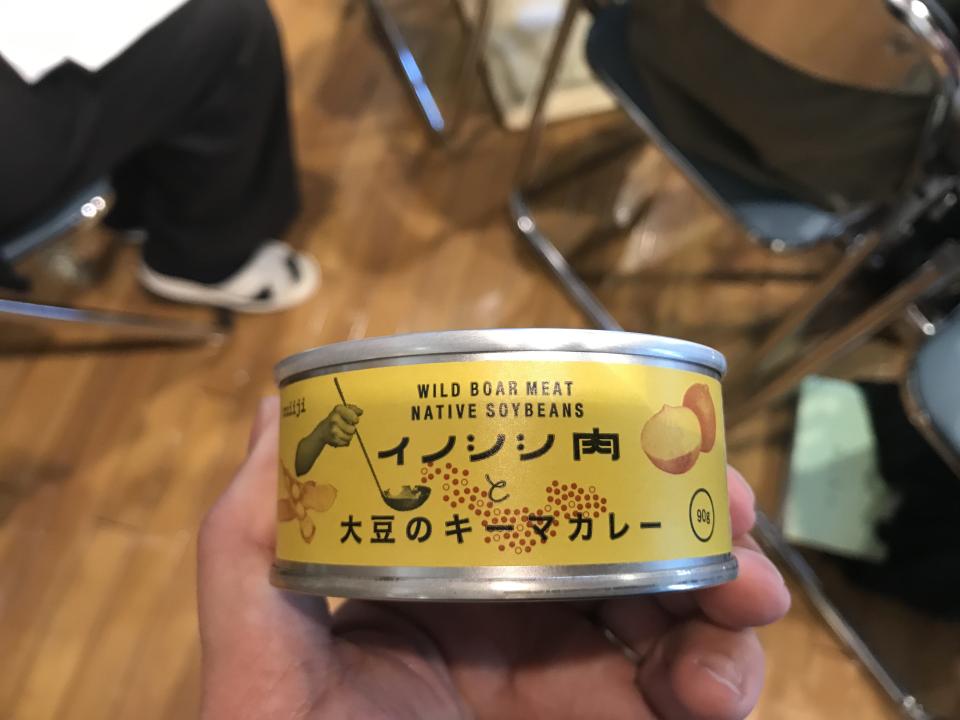 WILD BOAR MEAT
NATIVE SOYBEANS
イノシシ肉
と
大豆のキーマカレー
90g